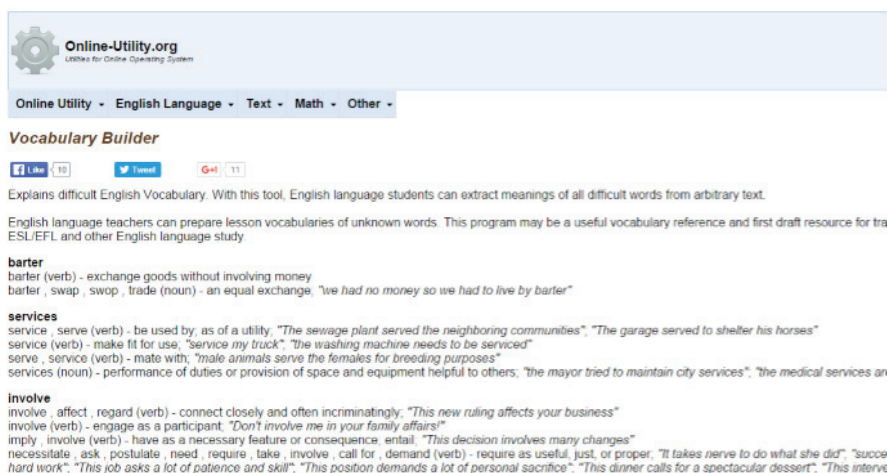 Online-Utility.org
Utilities for Online Operating System
Online Utility English Language Text Math Other
Vocabulary Builder
Like 10 Tweet G+1 11
Explains difficult English Vocabulary. With this tool, English language students can extract meanings of all difficult words from arbitrary text.
English language teachers can prepare lesson vocabularies of unknown words. This program may be a useful vocabulary reference and first draft resource for tra
ESL/EFL and other English language study.
barter
barter (verb) - exchange goods without involving money
barter , swap , swop , trade (noun) - an equal exchange; "we had no money so we had to live by barter"
services
service , serve (verb) - be used by; as of a utility; "The sewage plant served the neighboring communities"; "The garage served to shelter his horses"
service (verb) - make fit for use; "service my truck"; "the washing machine needs to be serviced"
serve , service (verb) - mate with; "male animals serve the females for breeding purposes"
services (noun) - performance of duties or provision of space and equipment helpful to others; "the mayor tried to maintain city services"; "the medical services are
involve
involve , affect , regard (verb) - connect closely and often incriminatingly; "This new ruling affects your business"
involve (verb) - engage as a participant; "Don't involve me in your family affairs!"
imply , involve (verb) - have as a necessary feature or consequence; entail; "This decision involves many changes"
necessitate , ask , postulate , need , require , take , involve , call for , demand (verb) - require as useful, just, or proper; "It takes nerve to do what she did"; "succe
hard work"; "This job asks a lot of patience and skill"; "This position demands a lot of personal sacrifice"; "This dinner calls for a spectacular dessert"; "This interve